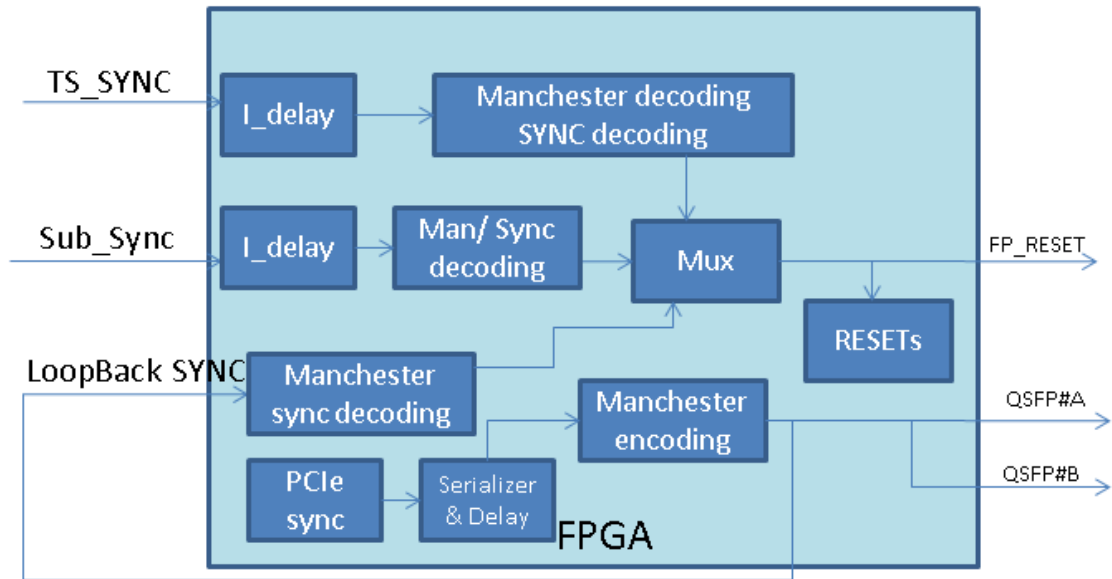 TS_SYNC
I_delay
Manchester decoding
SYNC decoding
Sub_Sync
I_delay
Man/ Sync
decoding
Mux
FP_RESET
RESETs
LoopBack SYNC
Manchester
sync decoding
Manchester
encoding
QSFP#A
QSFP#B
PCIe
sync
Serializer
& Delay
FPGA